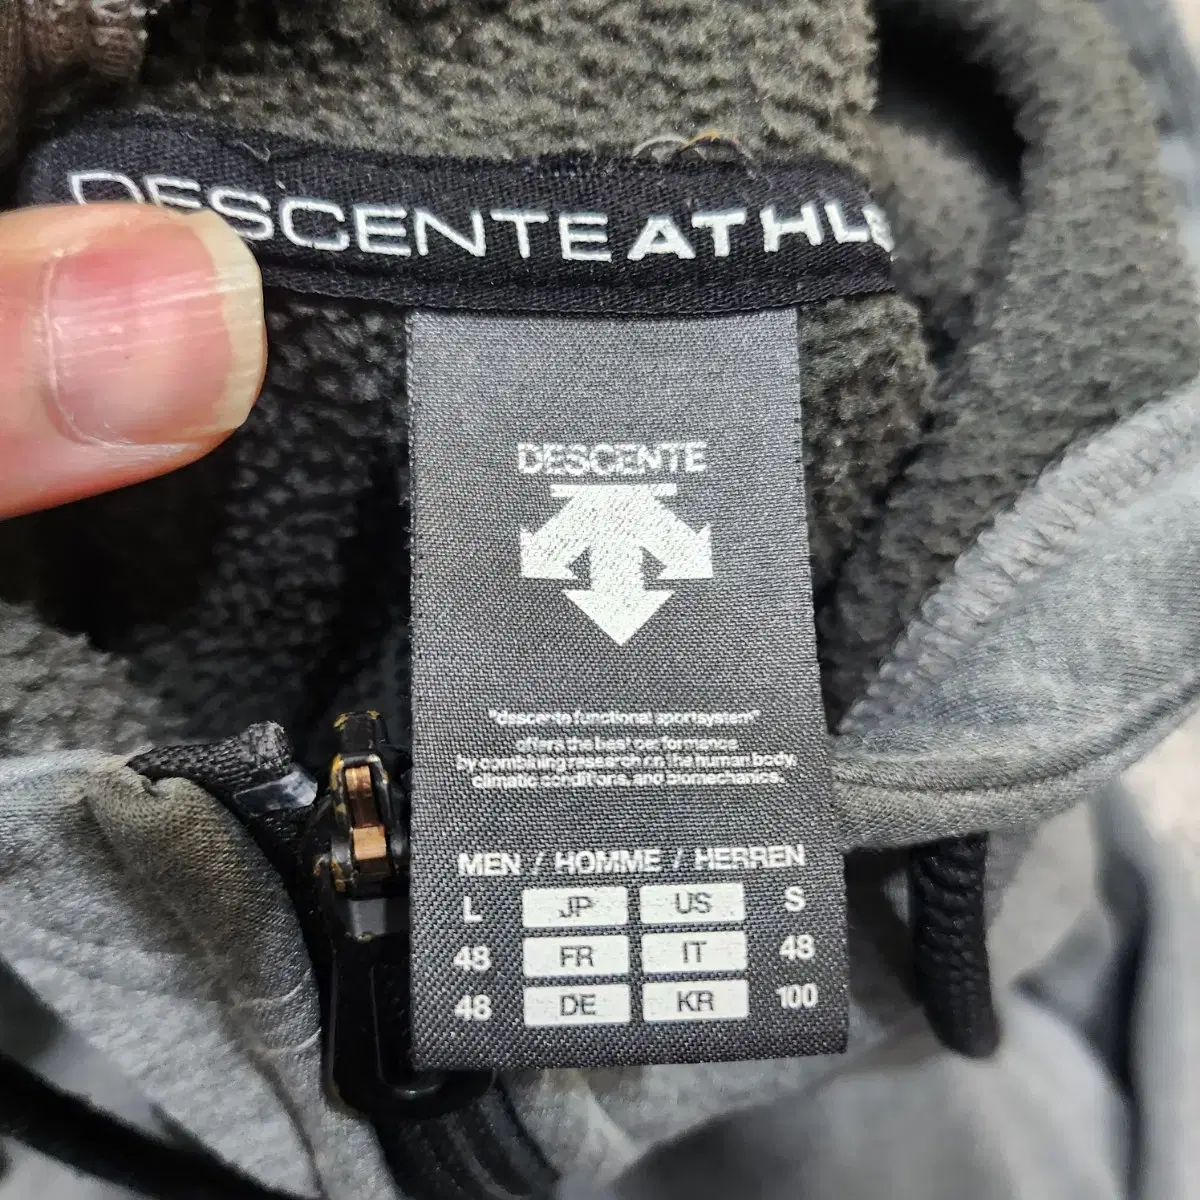 DESCENTE ATHLE
DESCENTE
"descente functional sportsystem"
offers the best performance
by combining research on the human body,
climatic conditions, and biomechanics.
MEN / HOMME / HERREN
L JP US S
48 FR IT 48
48 DE KR 100